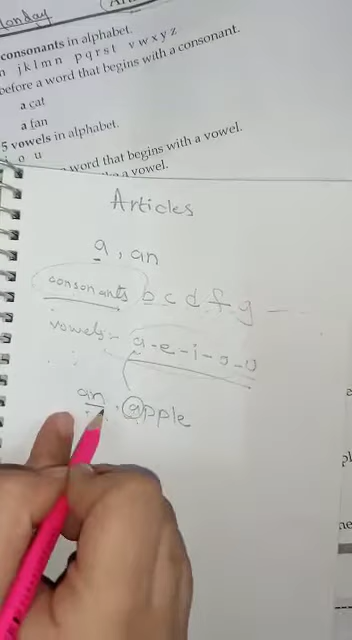 Monday
consonants in alphabet.
n j k l m n p q r s t v w x y z
before a word that begins with a consonant.
a cat
a fan
5 vowels in alphabet.
i o u
word that begins with a vowel.
a vowel.
Articles
a, an
consonants b c d f g - - -
vowels:- a-e-i-o-u
an . apple